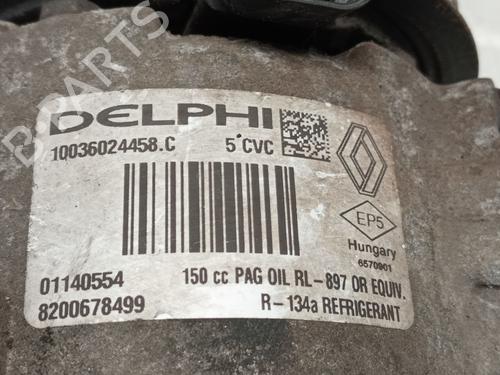 DELPHI
10036024458.C 5 CVC
EP5
Hungary
6570901
01140554 150 cc PAG OIL RL-897 OR EQUIV.
8200678499 R-134a REFRIGERANT
B-PARTS